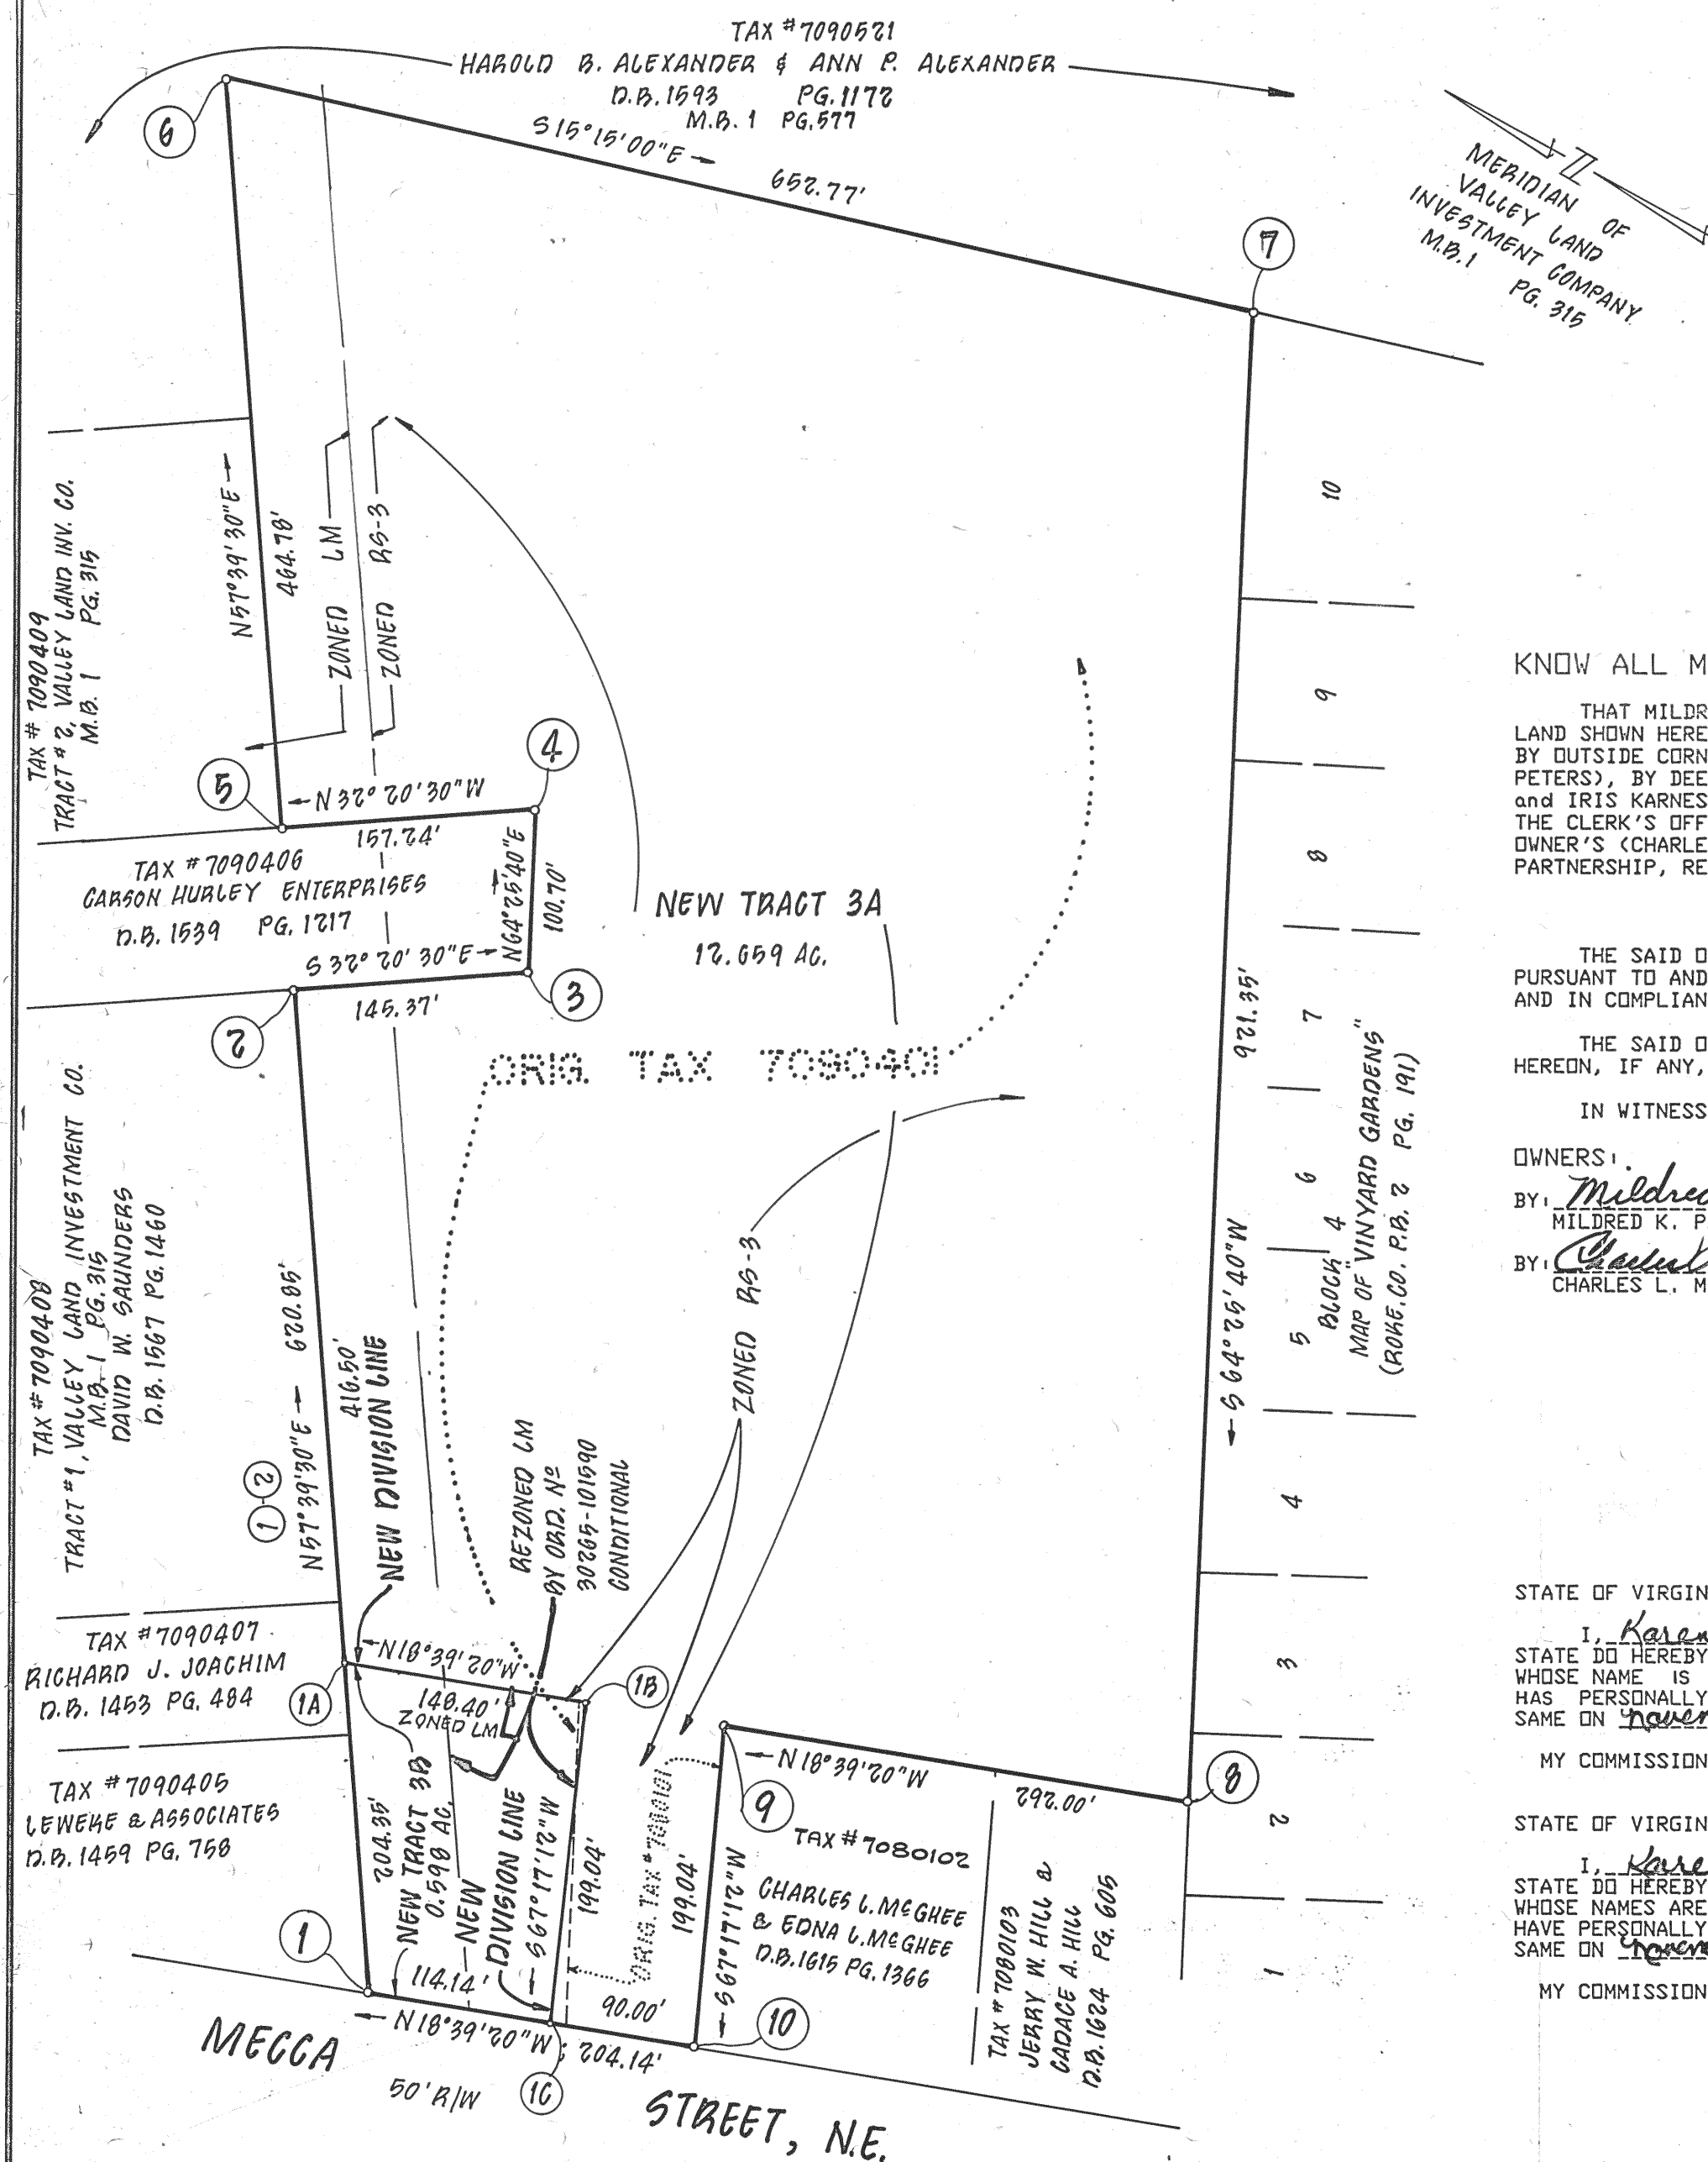 TAX #7090521
HAROLD B. ALEXANDER & ANN P. ALEXANDER
D.B. 1593 PG. 1172
M.B. 1 PG. 577
S 15° 15' 00" E
652.77'
6
7
MERIDIAN OF
VALLEY LAND
INVESTMENT COMPANY
M.B. 1 PG. 315
N
TAX # 7090409
TRACT #2, VALLEY LAND INV. CO.
M.B. 1 PG. 315
N57°39'30"E
464.78'
ZONED LM
ZONED RS-3
10
9
8
7
6
5
4
3
2
1
5
4
N 32° 20' 30" W
157.24'
TAX # 7090406
CARSON HURLEY ENTERPRISES
D.B. 1539 PG. 1217
N64°25'40"E
100.70'
S 32° 20' 30" E
145.37'
2
3
NEW TRACT 3A
12.659 AC.
ORIG. TAX 7090401
921.35'
S 64° 25' 40" W
BLOCK 4
MAP OF "VINYARD GARDENS"
(ROKE. CO. P.B. 2 PG. 191)
TAX # 7090408
TRACT #1, VALLEY LAND INVESTMENT CO.
M.B. 1 PG. 315
DAVID W. SAUNDERS
D.B. 1567 PG. 1460
1 2
N57°39'30"E 620.85'
416.50'
NEW DIVISION LINE
REZONED LM
BY ORD. Nº
30265-101590
CONDITIONAL
ZONED RS-3
TAX #7090407
RICHARD J. JOACHIM
D.B. 1453 PG. 484
1A
N18°39'20"W
148.40'
ZONED LM
1B
TAX #7090405
LEWEKE & ASSOCIATES
D.B. 1459 PG. 758
204.35'
NEW TRACT 3B
0.598 AC.
NEW
DIVISION LINE
S 67° 17' 12" W
199.04'
ORIG. TAX #7080101
199.04'
S 67° 17' 12" W
N 18° 39' 20" W
292.00'
8
9
TAX # 7080102
CHARLES L. McGHEE
& EDNA L. McGHEE
D.B. 1615 PG. 1366
TAX # 7080103
JERRY W. HILL &
CADACE A. HILL
D.B. 1624 PG. 605
1
114.14'
90.00'
10
N 18°39'20"W ; 204.14'
1C
MECCA
STREET, N.E.
50' R/W
KNOW ALL M
THAT MILDR
LAND SHOWN HERE
BY OUTSIDE CORN
PETERS), BY DEE
and IRIS KARNES
THE CLERK'S OFF
OWNER'S (CHARLE
PARTNERSHIP, RE
THE SAID O
PURSUANT TO AND
AND IN COMPLIAN
THE SAID O
HEREON, IF ANY,
IN WITNESS
OWNERS:
BY: Mildred
MILDRED K. P
BY: Charles
CHARLES L. M
STATE OF VIRGIN
I, Karen
STATE DO HEREBY
WHOSE NAME IS
HAS PERSONALLY
SAME ON novem
MY COMMISSION
STATE OF VIRGIN
I, Kare
STATE DO HEREBY
WHOSE NAMES ARE
HAVE PERSONALLY
SAME ON novem
MY COMMISSION